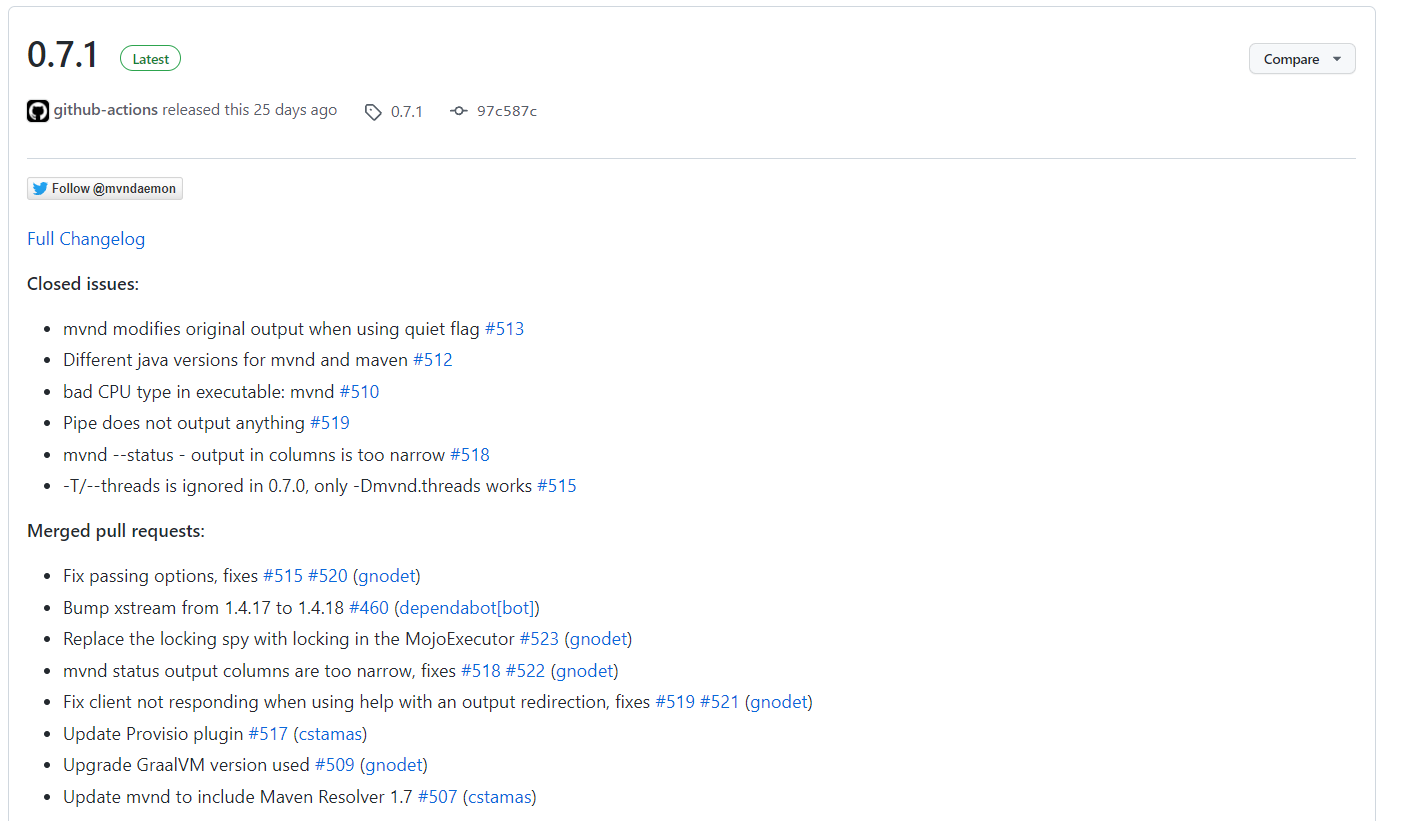 0.7.1 Latest Compare
github-actions released this 25 days ago 0.7.1 97c587c
Follow @mvndaemon
Full Changelog
Closed issues:
mvnd modifies original output when using quiet flag #513
Different java versions for mvnd and maven #512
bad CPU type in executable: mvnd #510
Pipe does not output anything #519
mvnd --status - output in columns is too narrow #518
-T/--threads is ignored in 0.7.0, only -Dmvnd.threads works #515
Merged pull requests:
Fix passing options, fixes #515 #520 (gnodet)
Bump xstream from 1.4.17 to 1.4.18 #460 (dependabot[bot])
Replace the locking spy with locking in the MojoExecutor #523 (gnodet)
mvnd status output columns are too narrow, fixes #518 #522 (gnodet)
Fix client not responding when using help with an output redirection, fixes #519 #521 (gnodet)
Update Provisio plugin #517 (cstamas)
Upgrade GraalVM version used #509 (gnodet)
Update mvnd to include Maven Resolver 1.7 #507 (cstamas)